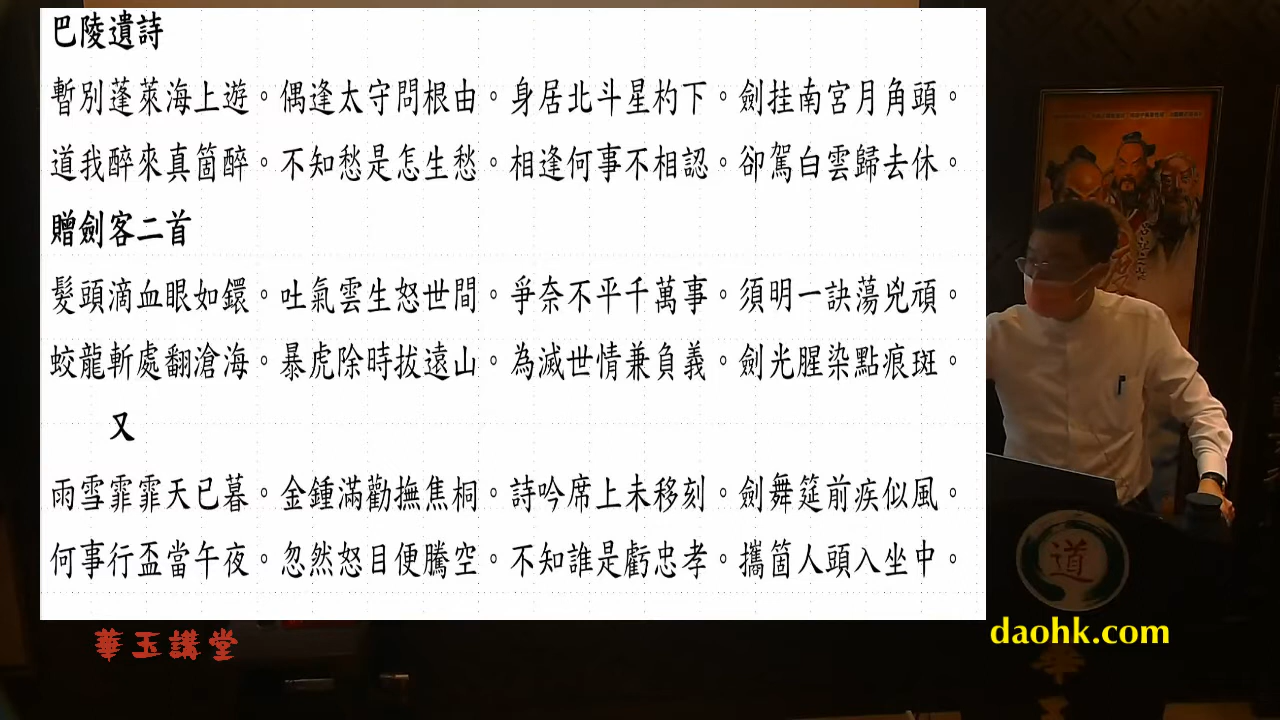 巴陵遺詩
暫別蓬萊海上遊。偶逢太守問根由。身居北斗星杓下。劍挂南宮月角頭。
道我醉來真箇醉。不知愁是怎生愁。相逢何事不相認。卻駕白雲歸去休。
贈劍客二首
髮頭滴血眼如鐶。吐氣雲生怒世間。爭奈不平千萬事。須明一訣蕩兇頑。
蛟龍斬處翻滄海。暴虎除時拔遠山。為滅世情兼負義。劍光腥染點痕斑。
又
雨雪霏霏天已暮。金鍾滿勸撫焦桐。詩吟席上未移刻。劍舞筵前疾似風。
何事行盃當午夜。忽然怒目便騰空。不知誰是虧忠孝。攜箇人頭入坐中。
道
華玉講堂
daohk.com